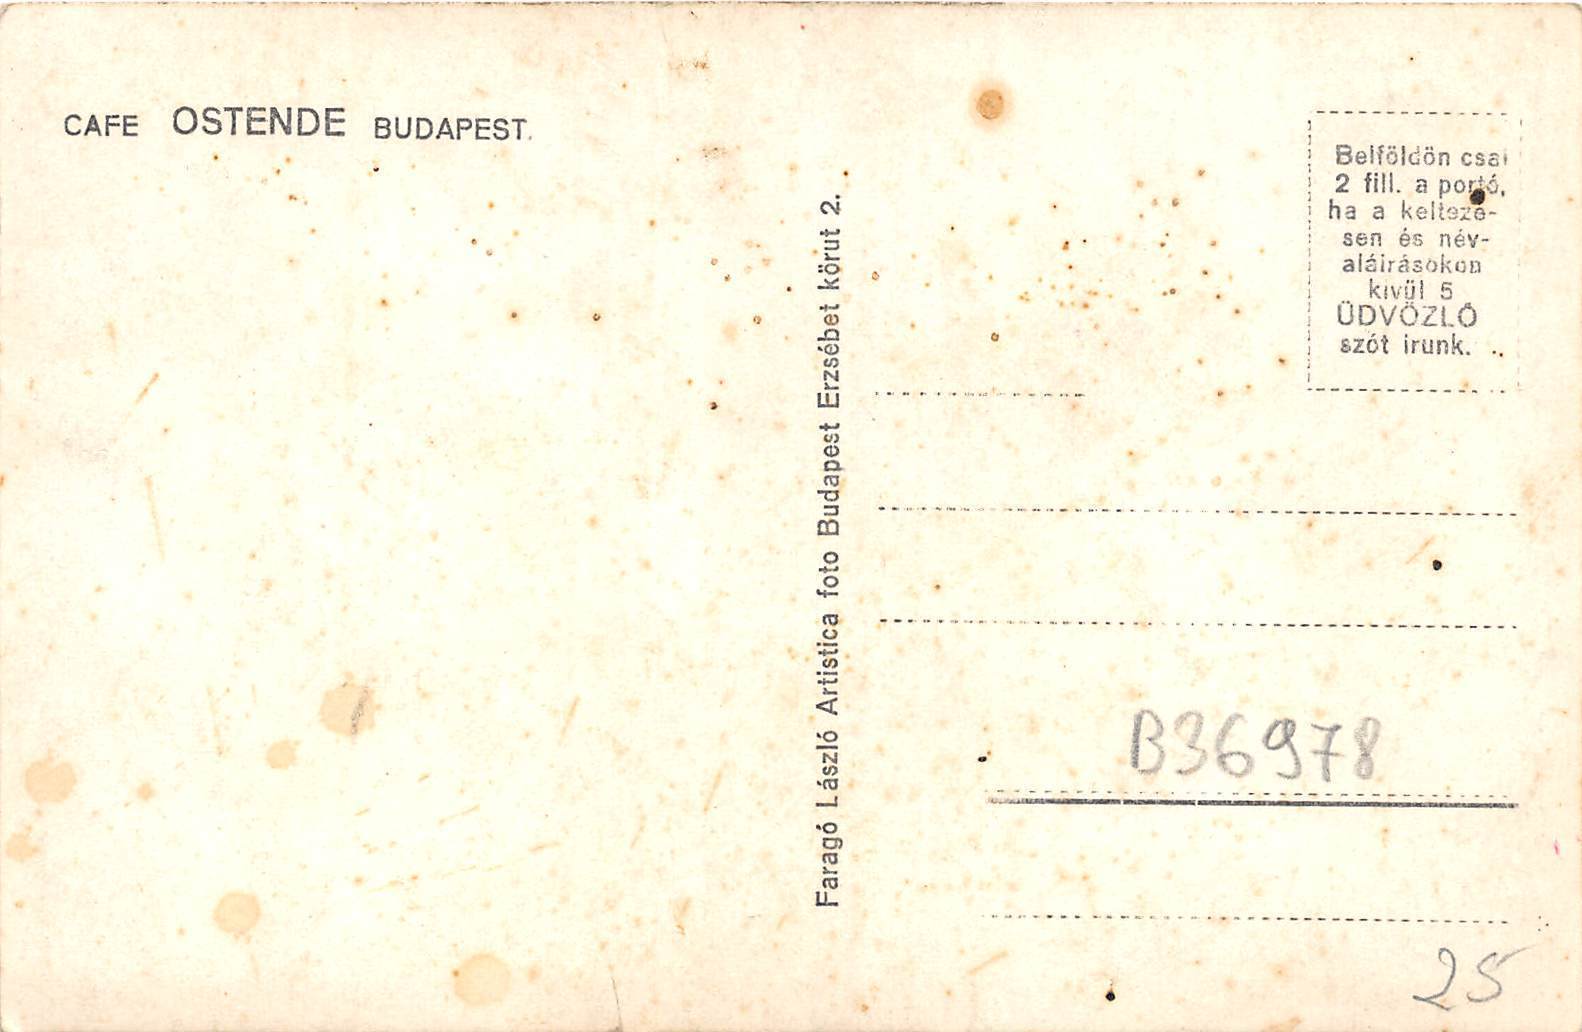 CAFE OSTENDE BUDAPEST.
Faragó László Artistica foto Budapest Erzsébet körut 2.
Belföldön csak
2 fill. a portó,
ha a keltezé-
sen és név-
aláirásokon
kivül 5
ÜDVÖZLŐ
szót irunk.
B36978
25